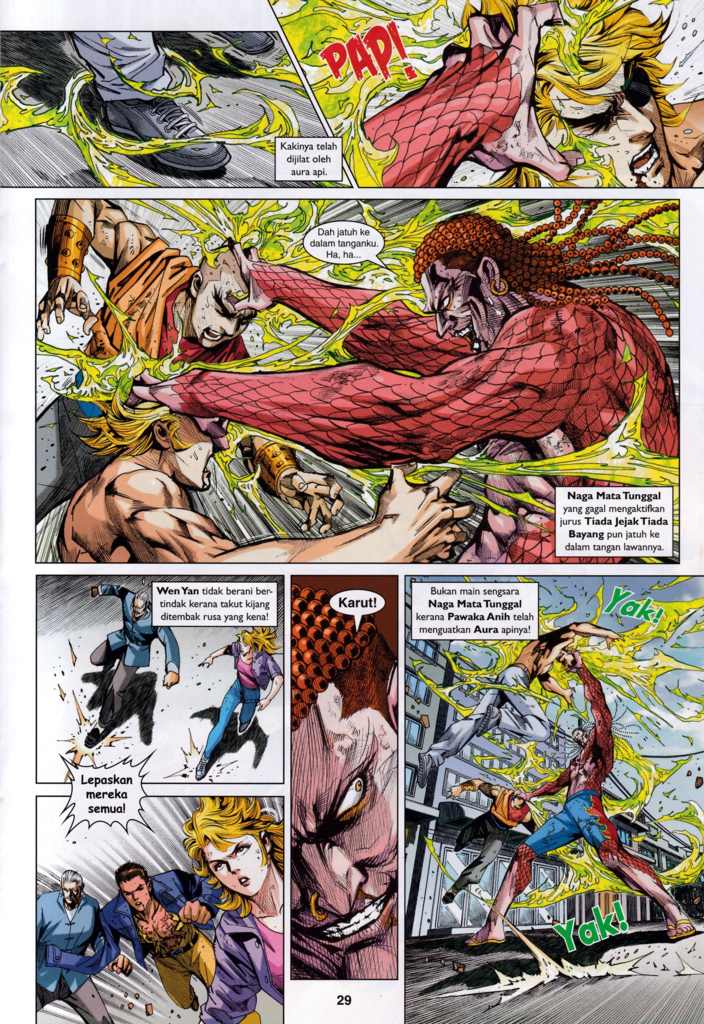 PAP!
Kakinya telah
dijilat oleh
aura api.
Dah jatuh ke
dalam tanganku.
Ha, ha...
Naga Mata Tunggal
yang gagal mengaktifkan
jurus Tiada Jejak Tiada
Bayang pun jatuh ke
dalam tangan lawannya.
Wen Yan tidak berani ber-
tindak kerana takut kijang
ditembak rusa yang kena!
Lepaskan
mereka
semua!
Karut!
Bukan main sengsara
Naga Mata Tunggal
kerana Pawaka Anih telah
menguatkan Aura apinya!
Yak!
Yak!
29